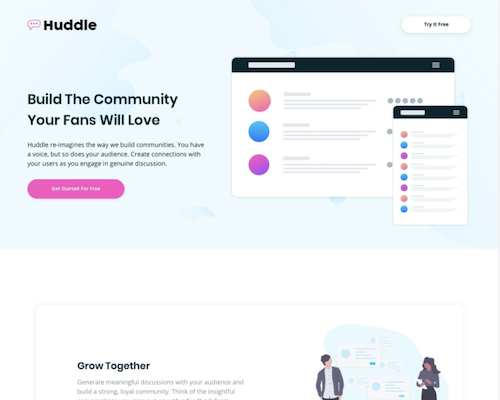 Huddle
Try It Free
Build The Community
Your Fans Will Love
Huddle re-imagines the way we build communities. You have
a voice, but so does your audience. Create connections with
your users as you engage in genuine discussion.
Get Started For Free
Grow Together
Generate meaningful discussions with your audience and
build a strong, loyal community. Think of the insightful